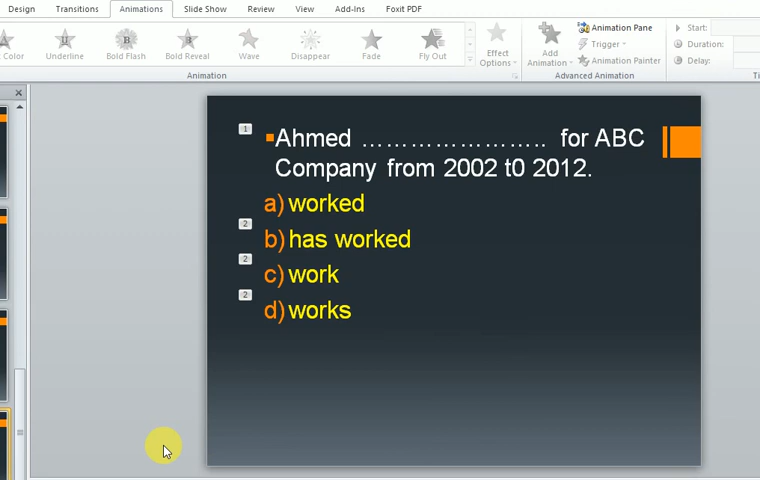 Design Transitions Animations Slide Show Review View Add-Ins Foxit PDF
Color Underline Bold Flash Bold Reveal Wave Disappear Fade Fly Out
Effect Options
Add Animation
Animation Pane
Trigger
Animation Painter
Start:
Duration:
Delay:
Animation
Advanced Animation
1
Ahmed ………………….. for ABC
Company from 2002 t0 2012.
a) worked
2
b) has worked
2
c) work
2
d) works